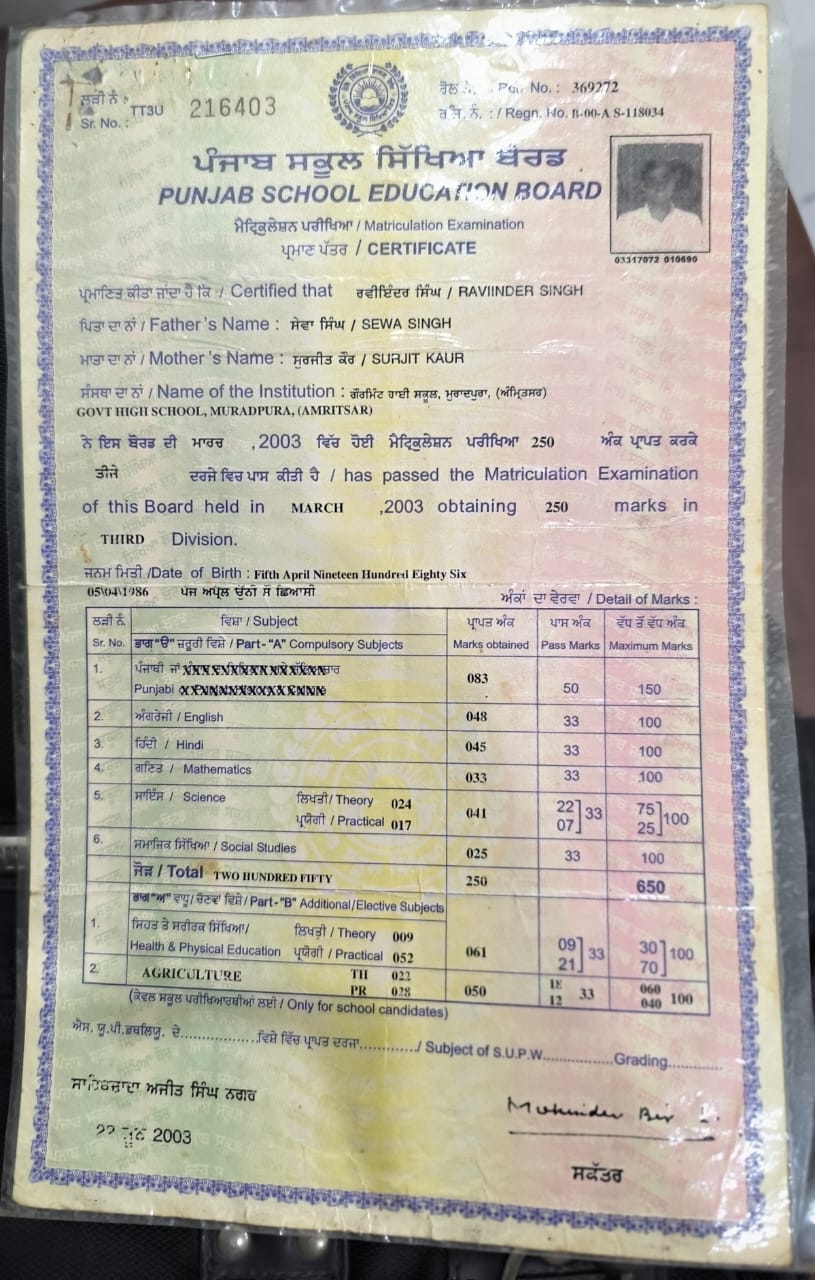 ਲੜੀ ਨੰ: TT3U 216403
Sr. No. :
ਰੋਲ No. : 369272
/ Regn. No. B-00-A S-118034
ਪੰਜਾਬ ਸਕੂਲ ਸਿੱਖਿਆ ਬੋਰਡ
PUNJAB SCHOOL EDUCATION BOARD
ਮੈਟ੍ਰਿਕੂਲੇਸ਼ਨ ਪਰੀਖਿਆ / Matriculation Examination
ਪ੍ਰਮਾਣ ਪੱਤਰ / CERTIFICATE
03317072 010690
ਪ੍ਰਮਾਣਿਤ ਕੀਤਾ ਜਾਂਦਾ ਹੈ ਕਿ / Certified that ਰਵੀਇੰਦਰ ਸਿੰਘ / RAVIINDER SINGH
ਪਿਤਾ ਦਾ ਨਾਂ / Father's Name : ਸੇਵਾ ਸਿੰਘ / SEWA SINGH
ਮਾਤਾ ਦਾ ਨਾਂ / Mother's Name : ਸੁਰਜੀਤ ਕੌਰ / SURJIT KAUR
ਸੰਸਥਾ ਦਾ ਨਾਂ / Name of the Institution : ਗੌਰਮਿੰਟ ਹਾਈ ਸਕੂਲ, ਮੁਰਾਦਪੁਰਾ, (ਅੰਮ੍ਰਿਤਸਰ)
GOVT HIGH SCHOOL, MURADPURA, (AMRITSAR)
ਨੇ ਇਸ ਬੋਰਡ ਦੀ ਮਾਰਚ ,2003 ਵਿੱਚ ਹੋਈ ਮੈਟ੍ਰਿਕੂਲੇਸ਼ਨ ਪਰੀਖਿਆ 250 ਅੰਕ ਪ੍ਰਾਪਤ ਕਰਕੇ
ਤੀਜੇ ਦਰਜੇ ਵਿਚ ਪਾਸ ਕੀਤੀ ਹੈ / has passed the Matriculation Examination
of this Board held in MARCH ,2003 obtaining 250 marks in
THIRD Division.
ਜਨਮ ਮਿਤੀ /Date of Birth : Fifth April Nineteen Hundred Eighty Six
05\04\1986 ਪੰਜ ਅਪ੍ਰੈਲ ਉੱਨੀ ਸੌ ਛਿਆਸੀ
ਅੰਕਾਂ ਦਾ ਵੇਰਵਾ / Detail of Marks :
ਲੜੀ ਨੰ. ਵਿਸ਼ਾ / Subject ਪ੍ਰਾਪਤ ਅੰਕ ਪਾਸ ਅੰਕ ਵੱਧ ਤੋਂ ਵੱਧ ਅੰਕ
Sr. No. ਭਾਗ "ੳ" ਜ਼ਰੂਰੀ ਵਿਸ਼ੇ / Part-"A" Compulsory Subjects Marks obtained Pass Marks Maximum Marks
1. ਪੰਜਾਬੀ ਜਾਂ
Punjabi 083 50 150
2. ਅੰਗਰੇਜ਼ੀ / English 048 33 100
3. ਹਿੰਦੀ / Hindi 045 33 100
4. ਗਣਿਤ / Mathematics 033 33 100
5. ਸਾਇੰਸ / Science ਲਿਖਤੀ / Theory 024 041 22 33 75 100
ਪ੍ਰਯੋਗੀ / Practical 017 07 25
6. ਸਮਾਜਿਕ ਸਿੱਖਿਆ / Social Studies 025 33 100
ਜੋੜ / Total TWO HUNDRED FIFTY 250 650
ਭਾਗ "ਅ" ਵਾਧੂ / ਚੋਣਵਾਂ ਵਿਸ਼ੇ / Part-"B" Additional/Elective Subjects
1. ਸਿਹਤ ਤੇ ਸਰੀਰਕ ਸਿੱਖਿਆ/ ਲਿਖਤੀ / Theory 009 061 09 33 30 100
Health & Physical Education ਪ੍ਰਯੋਗੀ / Practical 052 21 70
2. AGRICULTURE TH 022 050 18 33 060 100
PR 028 12 040
(ਕੇਵਲ ਸਕੂਲ ਪਰੀਖਿਆਰਥੀਆਂ ਲਈ / Only for school candidates)
ਐਸ. ਯੂ.ਪੀ.ਡਬਲਿਯੂ. ਦੇ..................ਵਿਸ਼ੇ ਵਿੱਚ ਪ੍ਰਾਪਤ ਦਰਜਾ............/ Subject of S.U.P.W...............Grading............
ਸਾਹਿਬਜ਼ਾਦਾ ਅਜੀਤ ਸਿੰਘ ਨਗਰ
ਜੂਨ 2003
Mohinder Bir
ਸਕੱਤਰ